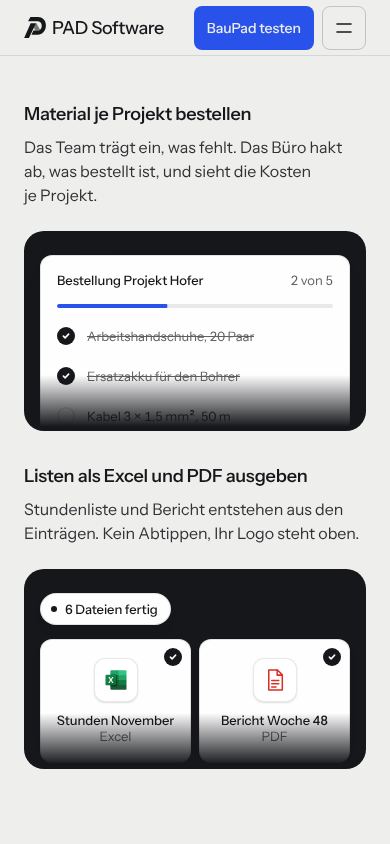 PAD Software
BauPad testen
Material je Projekt bestellen
Das Team trägt ein, was fehlt. Das Büro hakt
ab, was bestellt ist, und sieht die Kosten
je Projekt.
Bestellung Projekt Hofer
2 von 5
Arbeitshandschuhe, 20 Paar
Ersatzakku für den Bohrer
Kabel 3 × 1,5 mm², 50 m
Listen als Excel und PDF ausgeben
Stundenliste und Bericht entstehen aus den
Einträgen. Kein Abtippen, Ihr Logo steht oben.
6 Dateien fertig
Stunden November
Excel
Bericht Woche 48
PDF